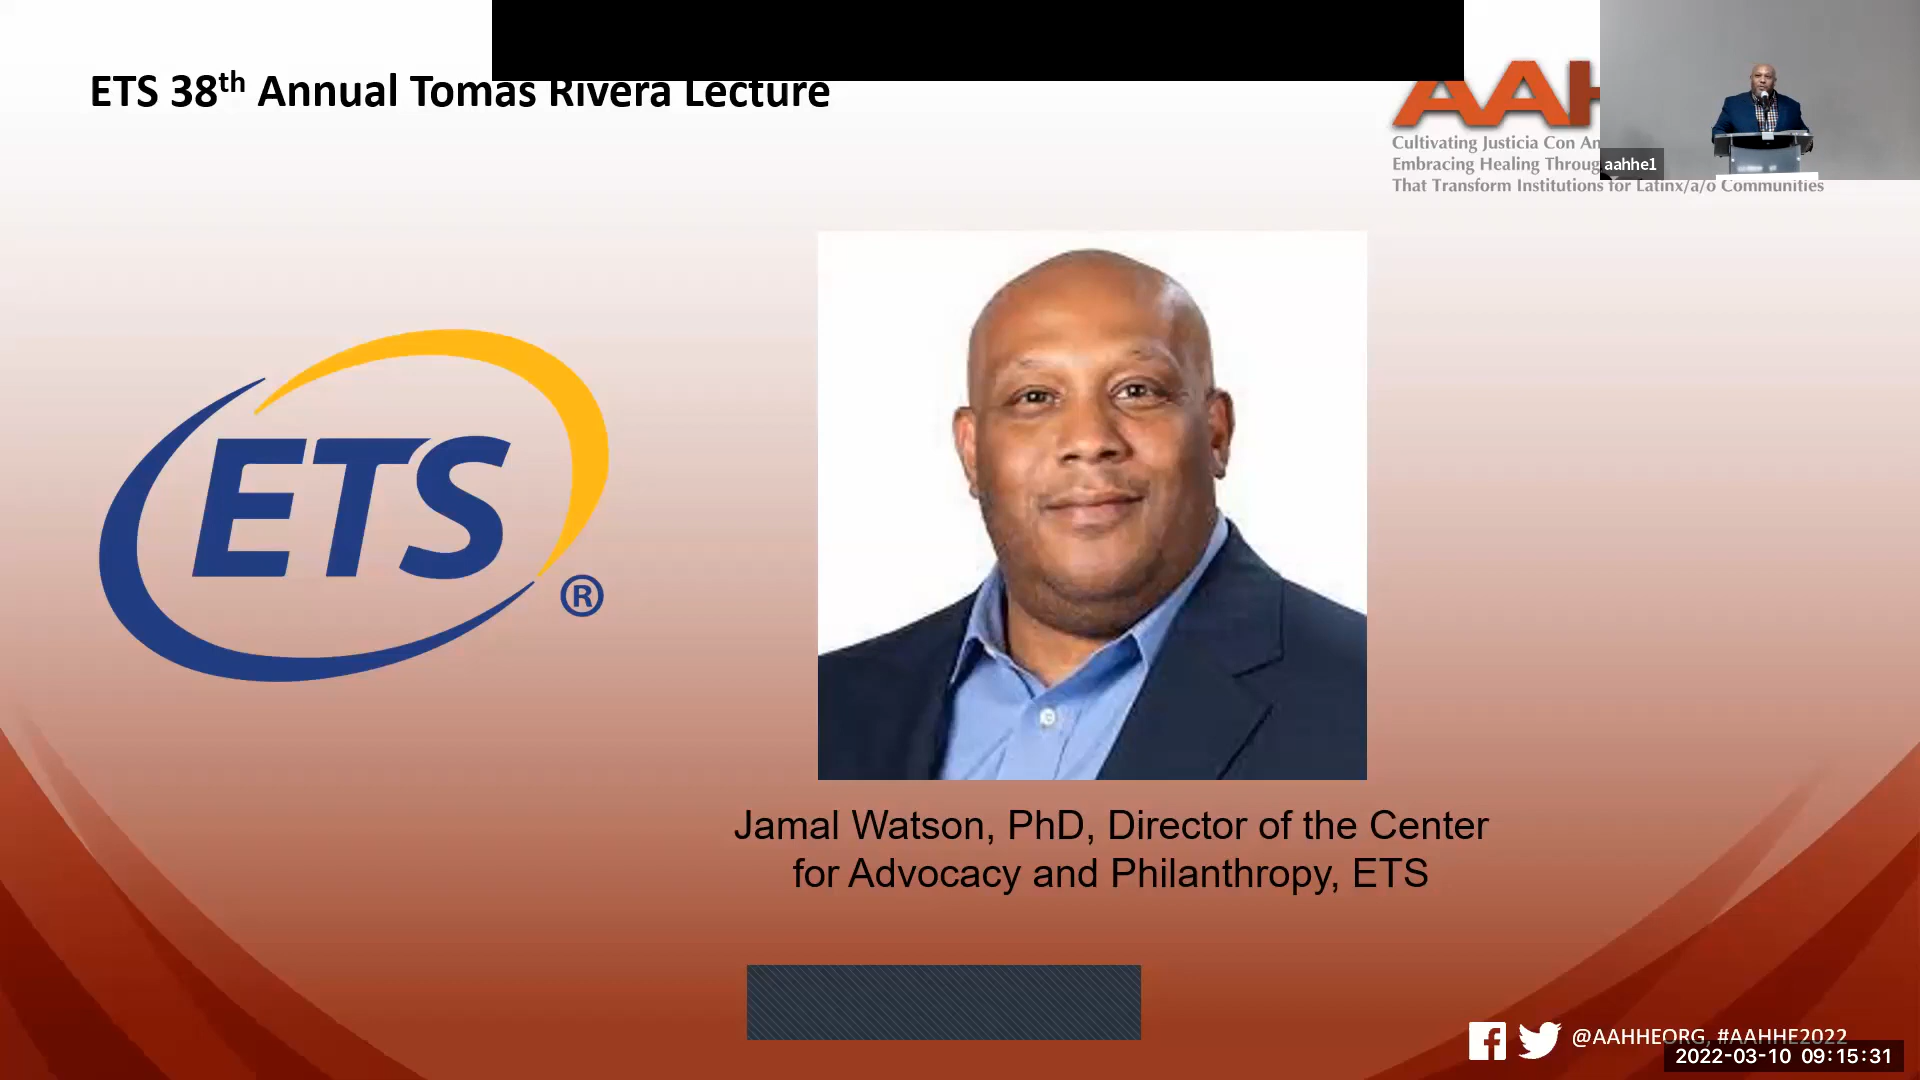 ETS 38th Annual Tomas Rivera Lecture
AAH
Cultivating Justicia Con
Embracing Healing
That Transform Institutions for Latinx/a/o Communities
aahhe1
ETS
®
Jamal Watson, PhD, Director of the Center
for Advocacy and Philanthropy, ETS
@AAHHEORG, #AAHHE2022
2022-03-10 09:15:31